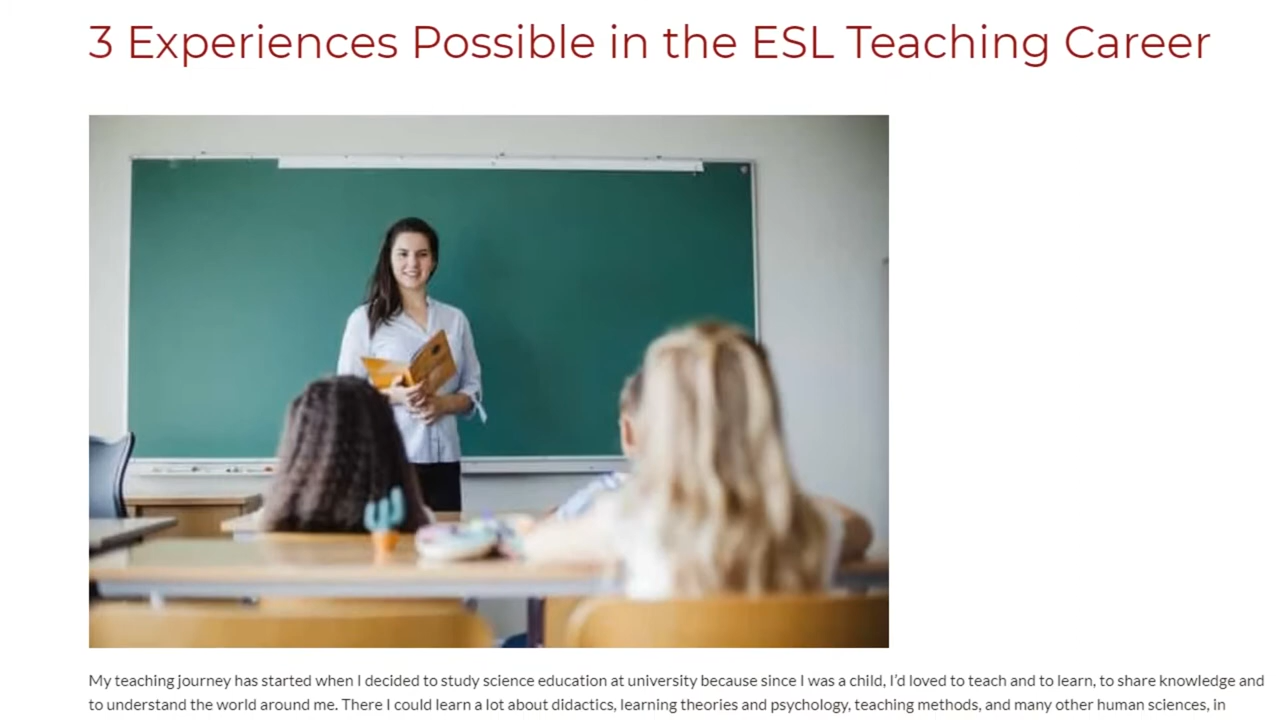 3 Experiences Possible in the ESL Teaching Career
My teaching journey has started when I decided to study science education at university because since I was a child, I'd loved to teach and to learn, to share knowledge and
to understand the world around me. There I could learn a lot about didactics, learning theories and psychology, teaching methods, and many other human sciences, in